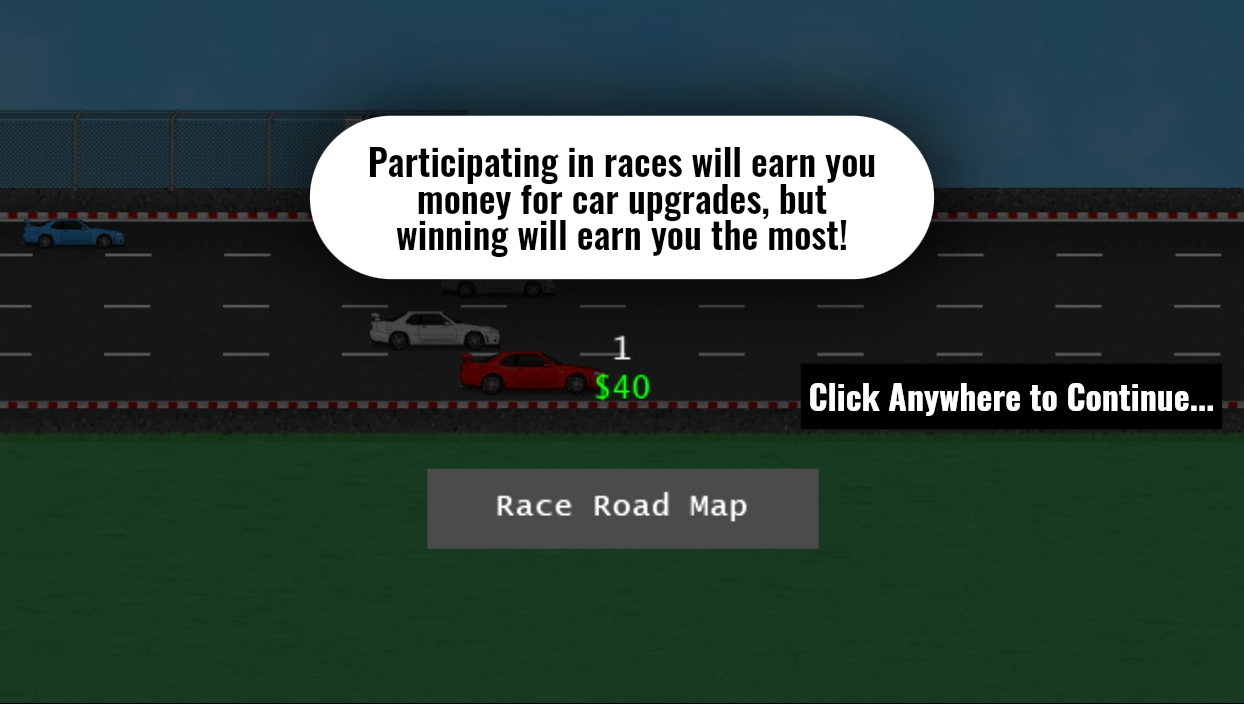 Participating in races will earn you
money for car upgrades, but
winning will earn you the most!
1
$40
Click Anywhere to Continue...
Race Road Map